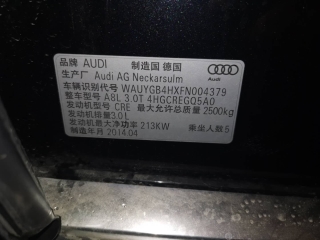 品牌 AUDI 制造国 德国
生产厂 Audi AG Neckarsulm
Audi
车辆识别代号 WAUYGB4HXFN004379
整车型号 A8L 3.0T 4HGCREGQ5A0
发动机型号 CRE 最大允许总质量 2500kg
发动机排量3.0L
发动机最大净功率 213KW 乘坐人数 5
制造年月 2014.04